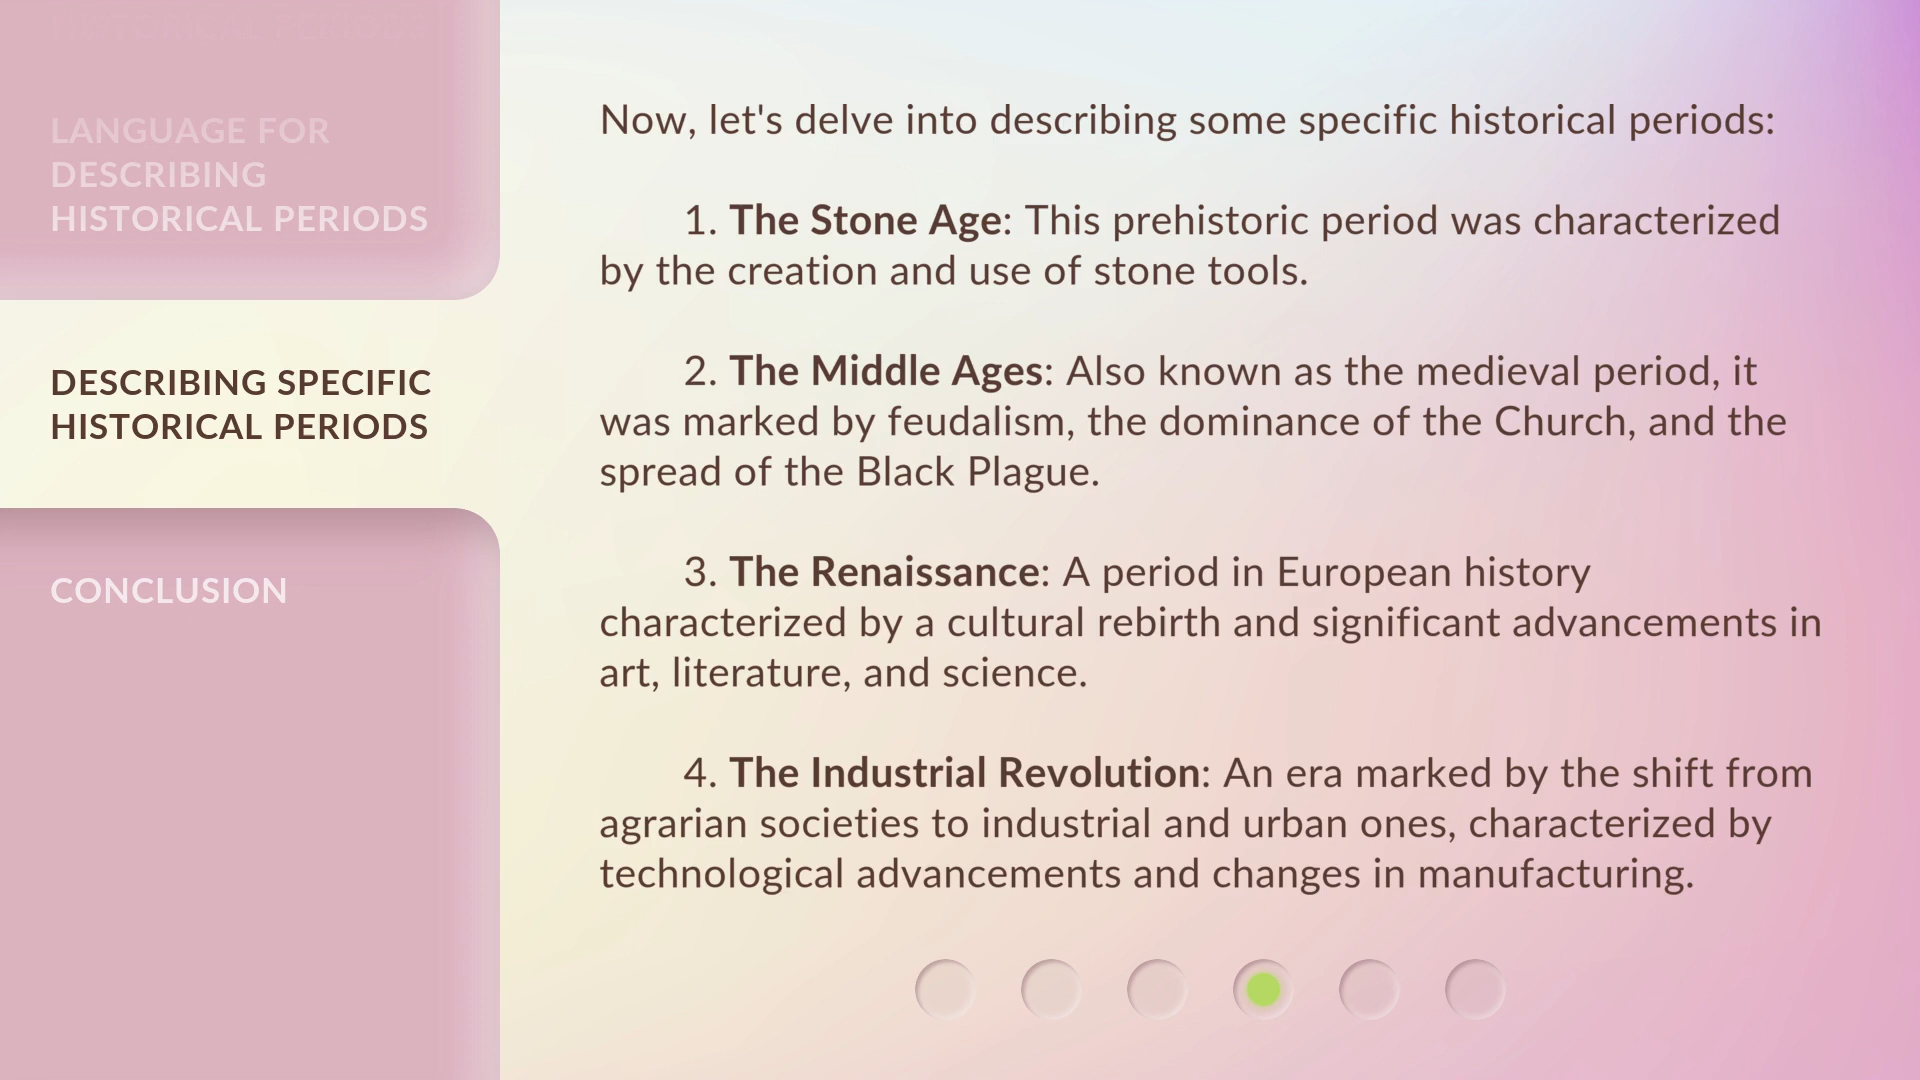 HISTORICAL PERIODS
LANGUAGE FOR
DESCRIBING
HISTORICAL PERIODS
DESCRIBING SPECIFIC
HISTORICAL PERIODS
CONCLUSION
Now, let's delve into describing some specific historical periods:
1. The Stone Age: This prehistoric period was characterized
by the creation and use of stone tools.
2. The Middle Ages: Also known as the medieval period, it
was marked by feudalism, the dominance of the Church, and the
spread of the Black Plague.
3. The Renaissance: A period in European history
characterized by a cultural rebirth and significant advancements in
art, literature, and science.
4. The Industrial Revolution: An era marked by the shift from
agrarian societies to industrial and urban ones, characterized by
technological advancements and changes in manufacturing.